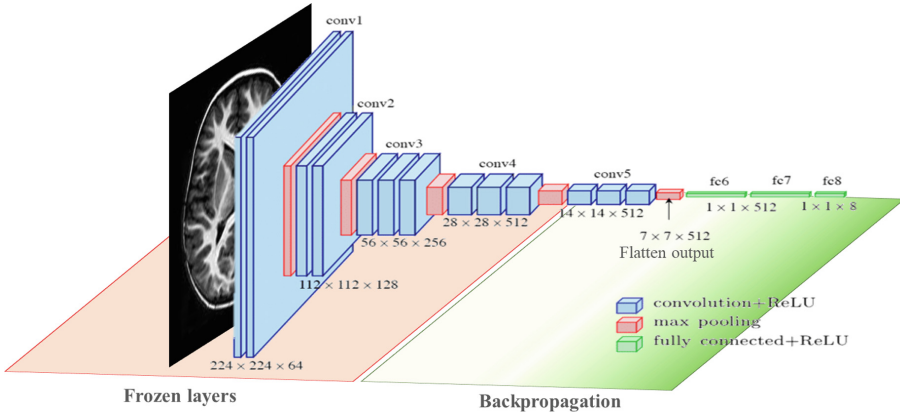 conv1
conv2
conv3
conv4
conv5
fc6
fc7
fc8
1 × 1 × 512
1 × 1 × 8
14 × 14 × 512
28 × 28 × 512
7 × 7 × 512
56 × 56 × 256
Flatten output
112 × 112 × 128
convolution+ReLU
max pooling
fully connected+ReLU
224 × 224 × 64
Frozen layers
Backpropagation